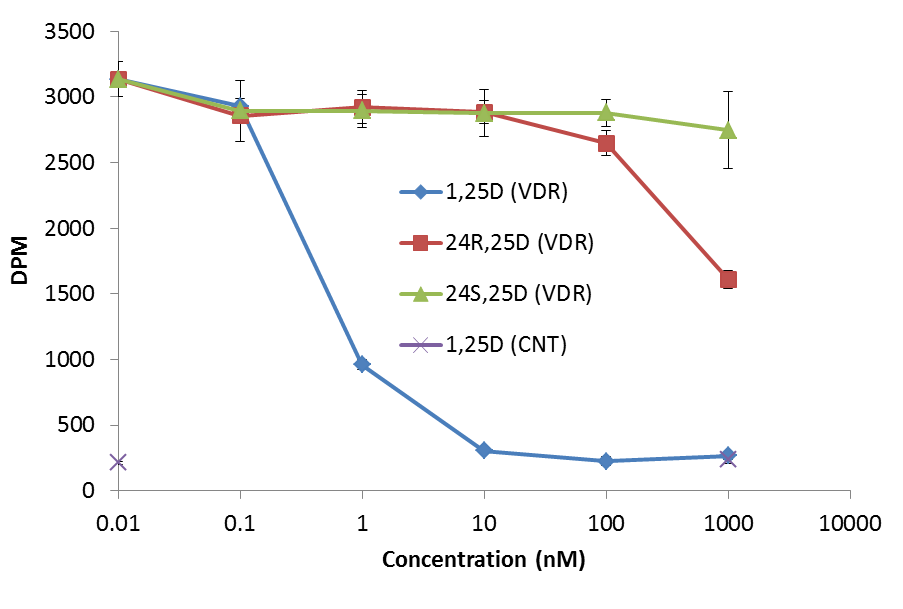 3500
3000
2500
2000
1500
1000
500
0
DPM
1,25D (VDR)
24R,25D (VDR)
24S,25D (VDR)
1,25D (CNT)
0.01 0.1 1 10 100 1000 10000
Concentration (nM)